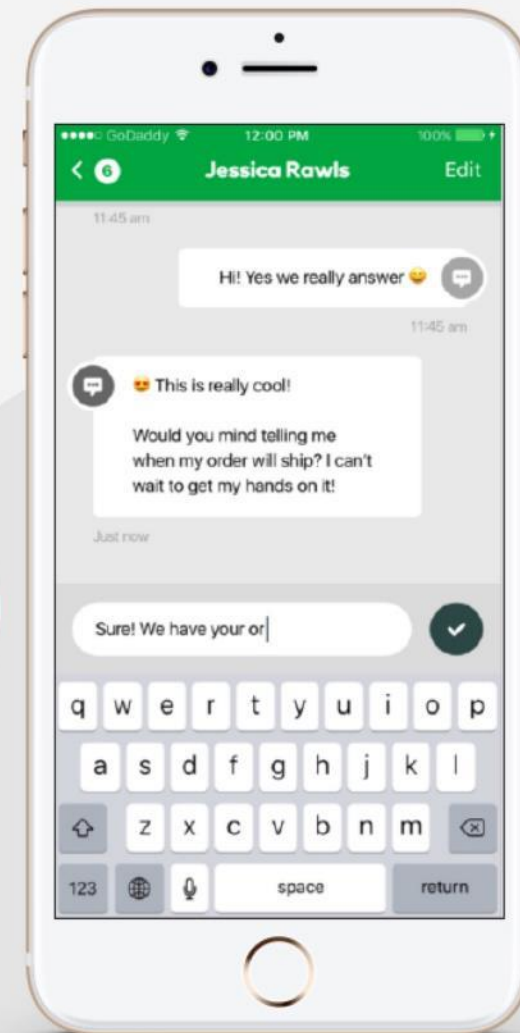 GoDaddy 12:00 PM 100%
6 Jessica Rawls Edit
11:45 am
Hi! Yes we really answer 😄
11:45 am
😍 This is really cool!
Would you mind telling me
when my order will ship? I can't
wait to get my hands on it!
Just now
Sure! We have your or
q w e r t y u i o p
a s d f g h j k l
z x c v b n m
123 space return